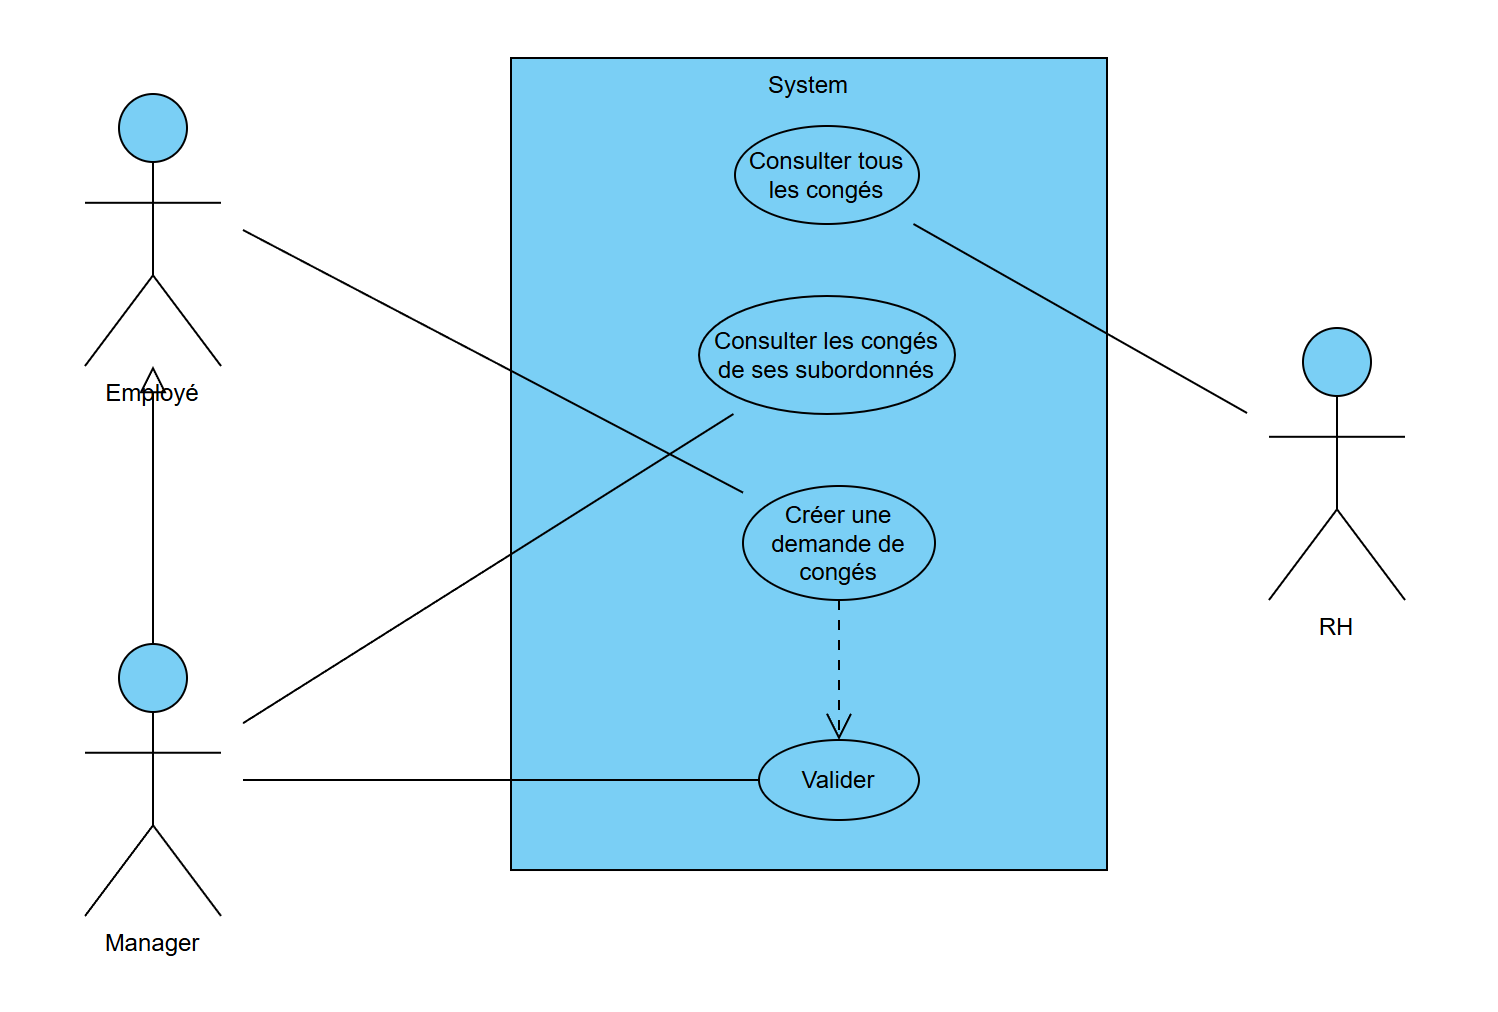 System
Consulter tous
les congés
Consulter les congés
de ses subordonnés
Employé
Créer une
demande de
congés
RH
Valider
Manager